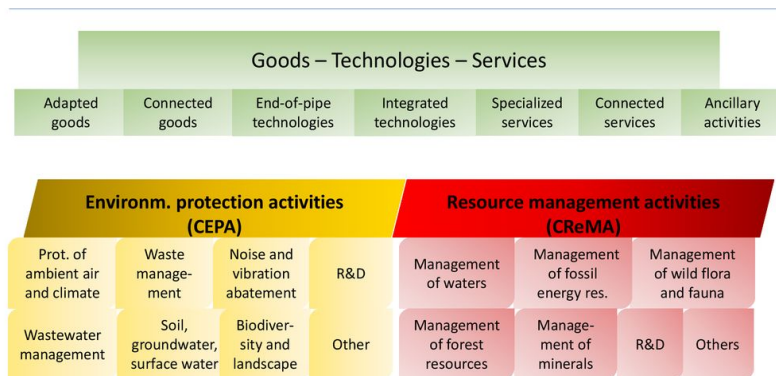 Goods – Technologies – Services
Adapted
goods
Connected
goods
End-of-pipe
technologies
Integrated
technologies
Specialized
services
Connected
services
Ancillary
activities
Environm. protection activities
(CEPA)
Resource management activities
(CReMA)
Prot. of
ambient air
and climate
Waste
manage-
ment
Noise and
vibration
abatement
R&D
Management
of waters
Management
of fossil
energy res.
Management
of wild flora
and fauna
Wastewater
management
Soil,
groundwater,
surface water
Biodiver-
sity and
landscape
Other
Management
of forest
resources
Manage-
ment of
minerals
R&D
Others